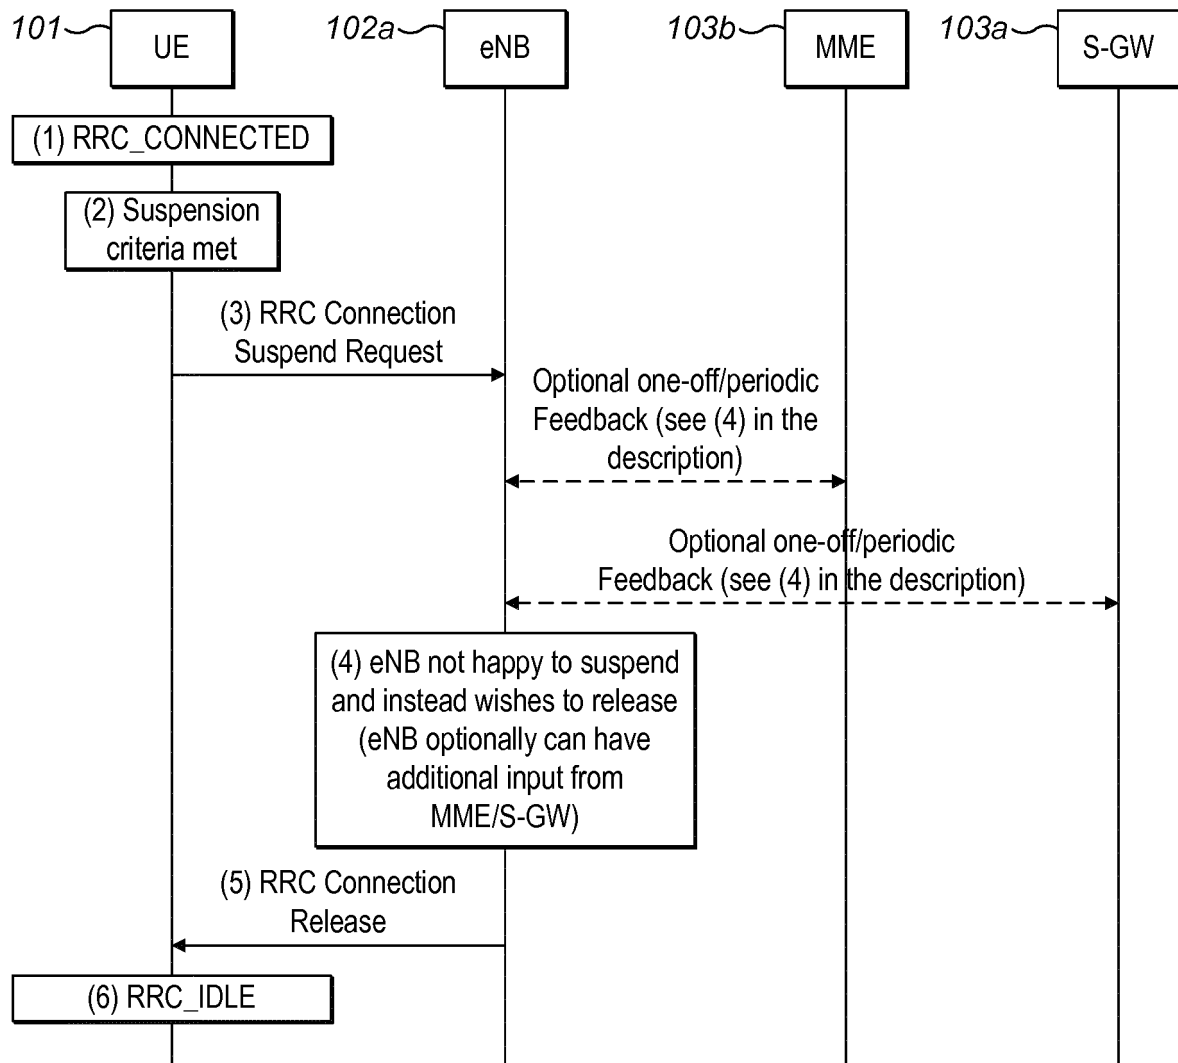 101
UE
102a
eNB
103b
MME
103a
S-GW
(1) RRC_CONNECTED
(2) Suspension
criteria met
(3) RRC Connection
Suspend Request
Optional one-off/periodic
Feedback (see (4) in the
description)
Optional one-off/periodic
Feedback (see (4) in the description)
(4) eNB not happy to suspend
and instead wishes to release
(eNB optionally can have
additional input from
MME/S-GW)
(5) RRC Connection
Release
(6) RRC_IDLE